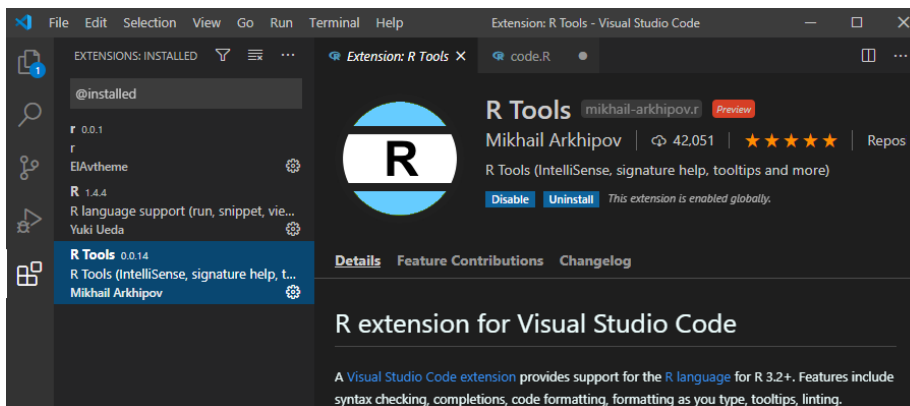 File Edit Selection View Go Run Terminal Help Extension: R Tools - Visual Studio Code
EXTENSIONS: INSTALLED
@installed
r 0.0.1
r
ElAvtheme
R 1.4.4
R language support (run, snippet, vie...
Yuki Ueda
R Tools 0.0.14
R Tools (IntelliSense, signature help, t...
Mikhail Arkhipov
1
R Extension: R Tools
R code.R
R
R Tools mikhail-arkhipov.r Preview
Mikhail Arkhipov 42,051 Repos
R Tools (IntelliSense, signature help, tooltips and more)
Disable Uninstall This extension is enabled globally.
Details Feature Contributions Changelog
R extension for Visual Studio Code
A Visual Studio Code extension provides support for the R language for R 3.2+. Features include
syntax checking, completions, code formatting, formatting as you type, tooltips, linting.